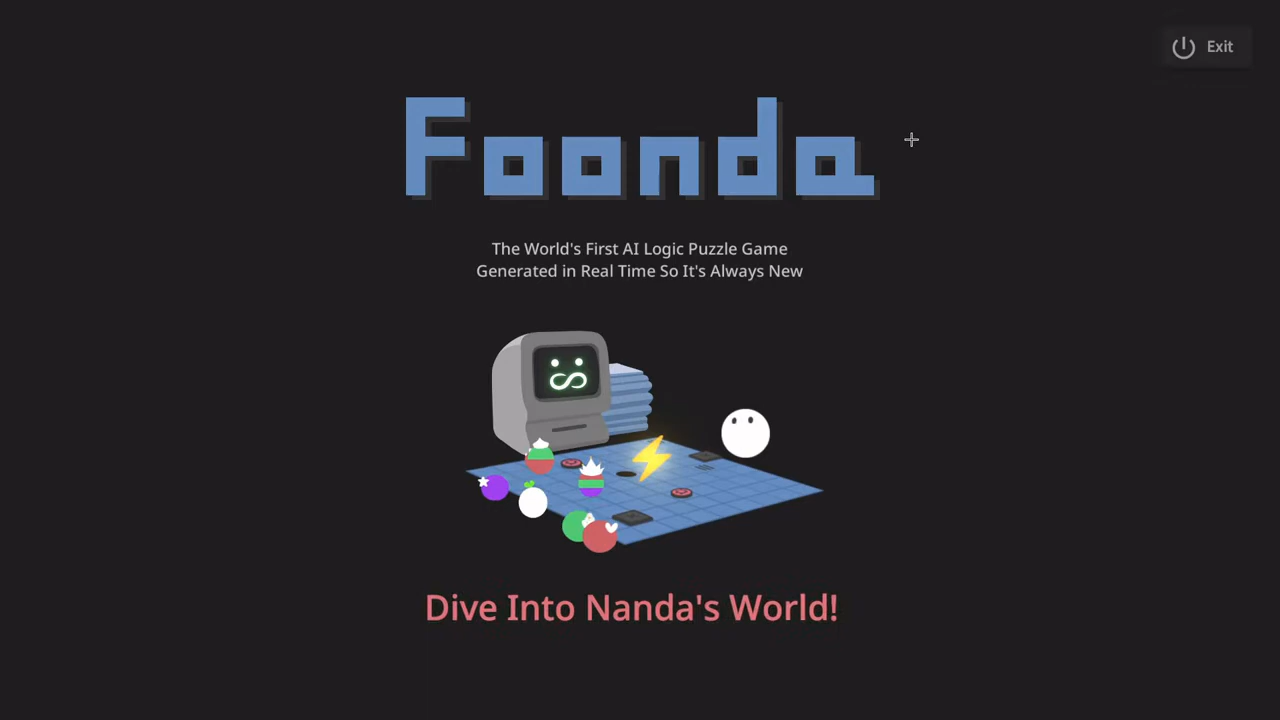 Exit
Foonda
The World's First AI Logic Puzzle Game
Generated in Real Time So It's Always New
Dive Into Nanda's World!